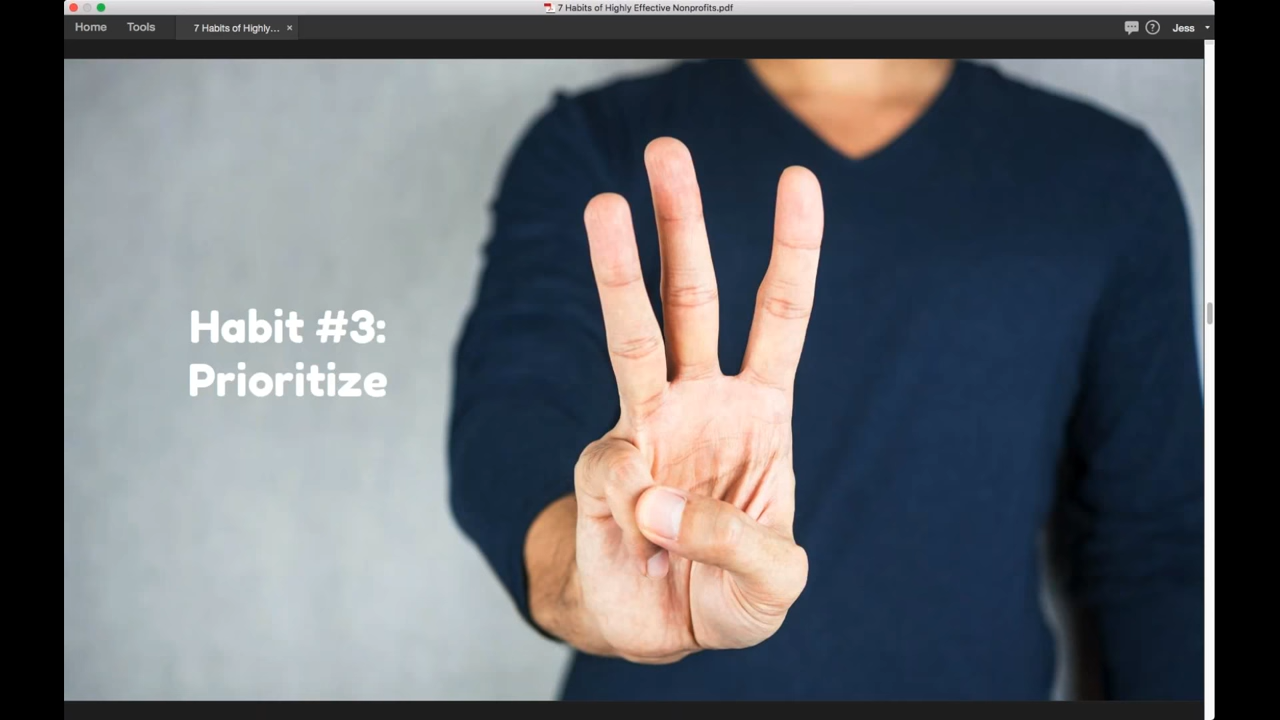 7 Habits of Highly Effective Nonprofits.pdf
Home Tools 7 Habits of Highly... × Jess
Habit #3:
Prioritize